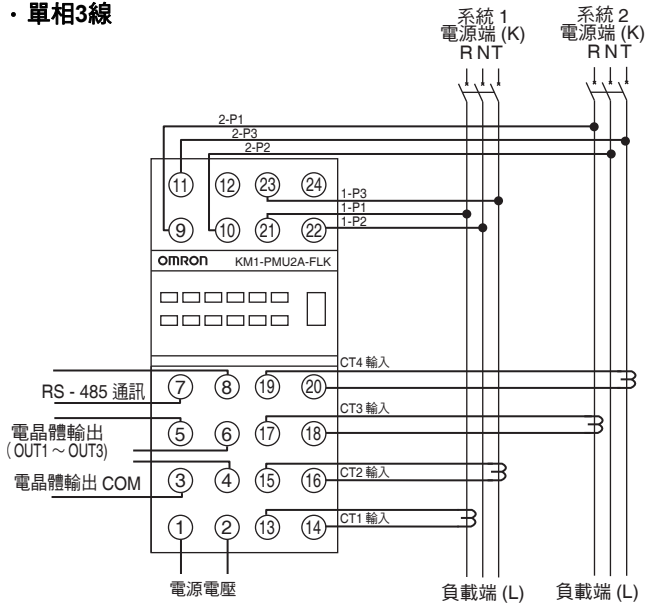 ・單相3線
系統 1
電源端 (K)
R N T
系統 2
電源端 (K)
R N T
2-P1
2-P3
2-P2
⑪ ⑫ ㉓ ㉔
1-P3
1-P1
⑨ ⑩ ㉑ ㉒
1-P2
OMRON KM1-PMU2A-FLK
CT4 輸入
RS - 485 通訊
⑦ ⑧ ⑲ ⑳
CT3 輸入
電晶體輸出
（OUT1～OUT3)
⑤ ⑥ ⑰ ⑱
CT2 輸入
電晶體輸出 COM
③ ④ ⑮ ⑯
CT1 輸入
① ② ⑬ ⑭
電源電壓
負載端 (L)
負載端 (L)